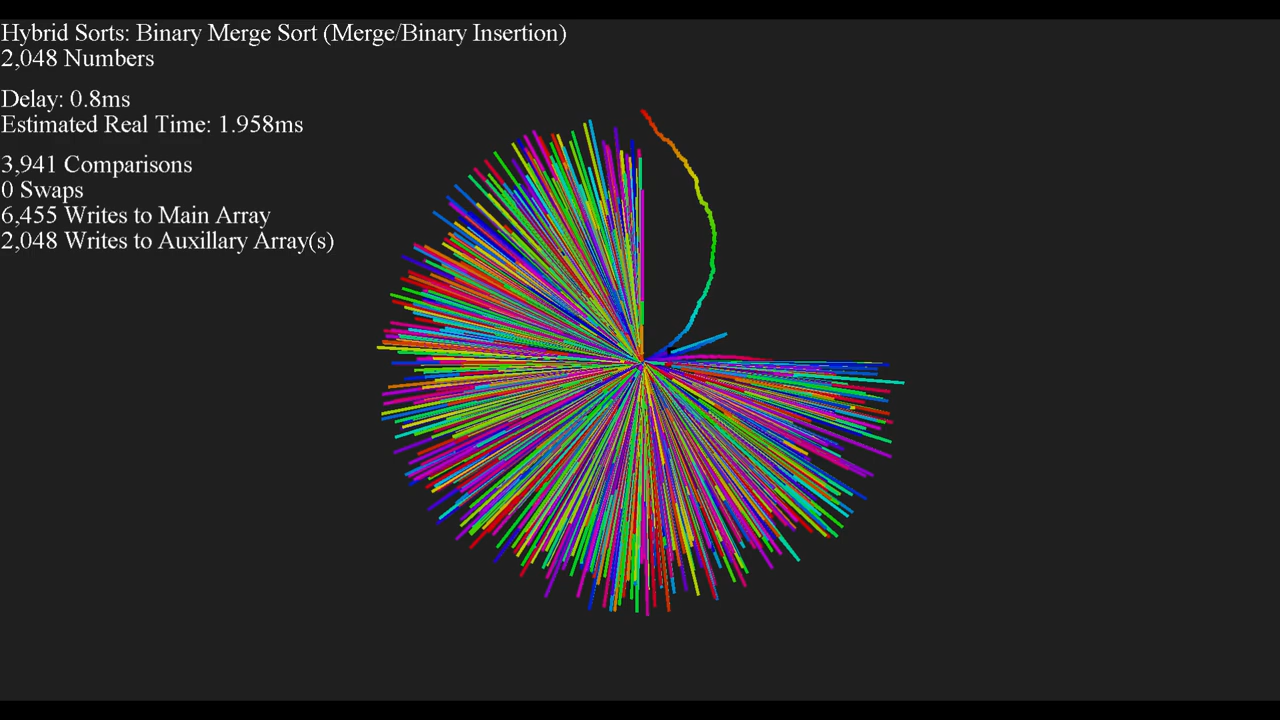 Hybrid Sorts: Binary Merge Sort (Merge/Binary Insertion)
2,048 Numbers
Delay: 0.8ms
Estimated Real Time: 1.958ms
3,941 Comparisons
0 Swaps
6,455 Writes to Main Array
2,048 Writes to Auxillary Array(s)